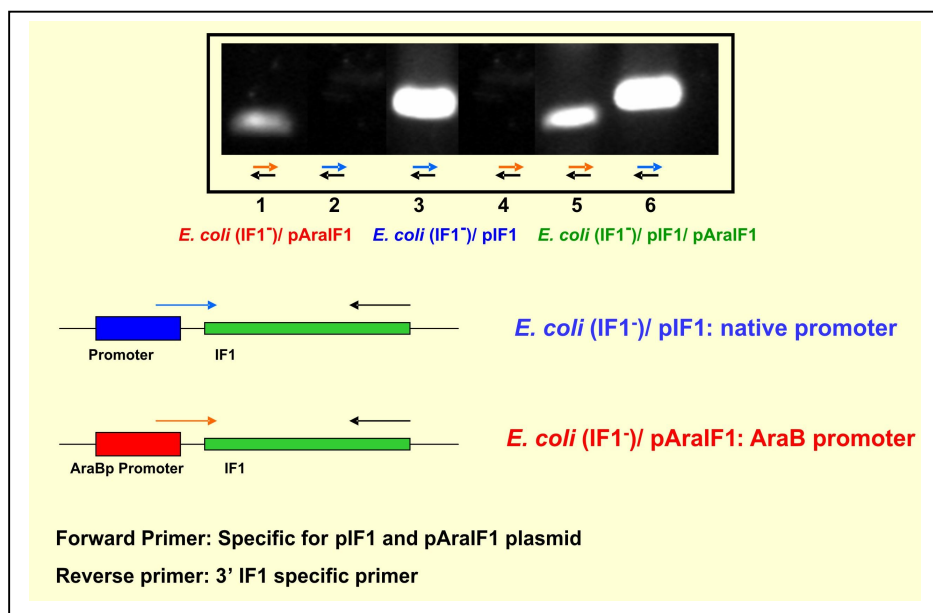 1 2 3 4 5 6
E. coli (IF1⁻)/ pAraIF1 E. coli (IF1⁻)/ pIF1 E. coli (IF1⁻)/ pIF1/ pAraIF1
Promoter IF1
E. coli (IF1⁻)/ pIF1: native promoter
AraBp Promoter IF1
E. coli (IF1⁻)/ pAraIF1: AraB promoter
Forward Primer: Specific for pIF1 and pAraIF1 plasmid
Reverse primer: 3’ IF1 specific primer